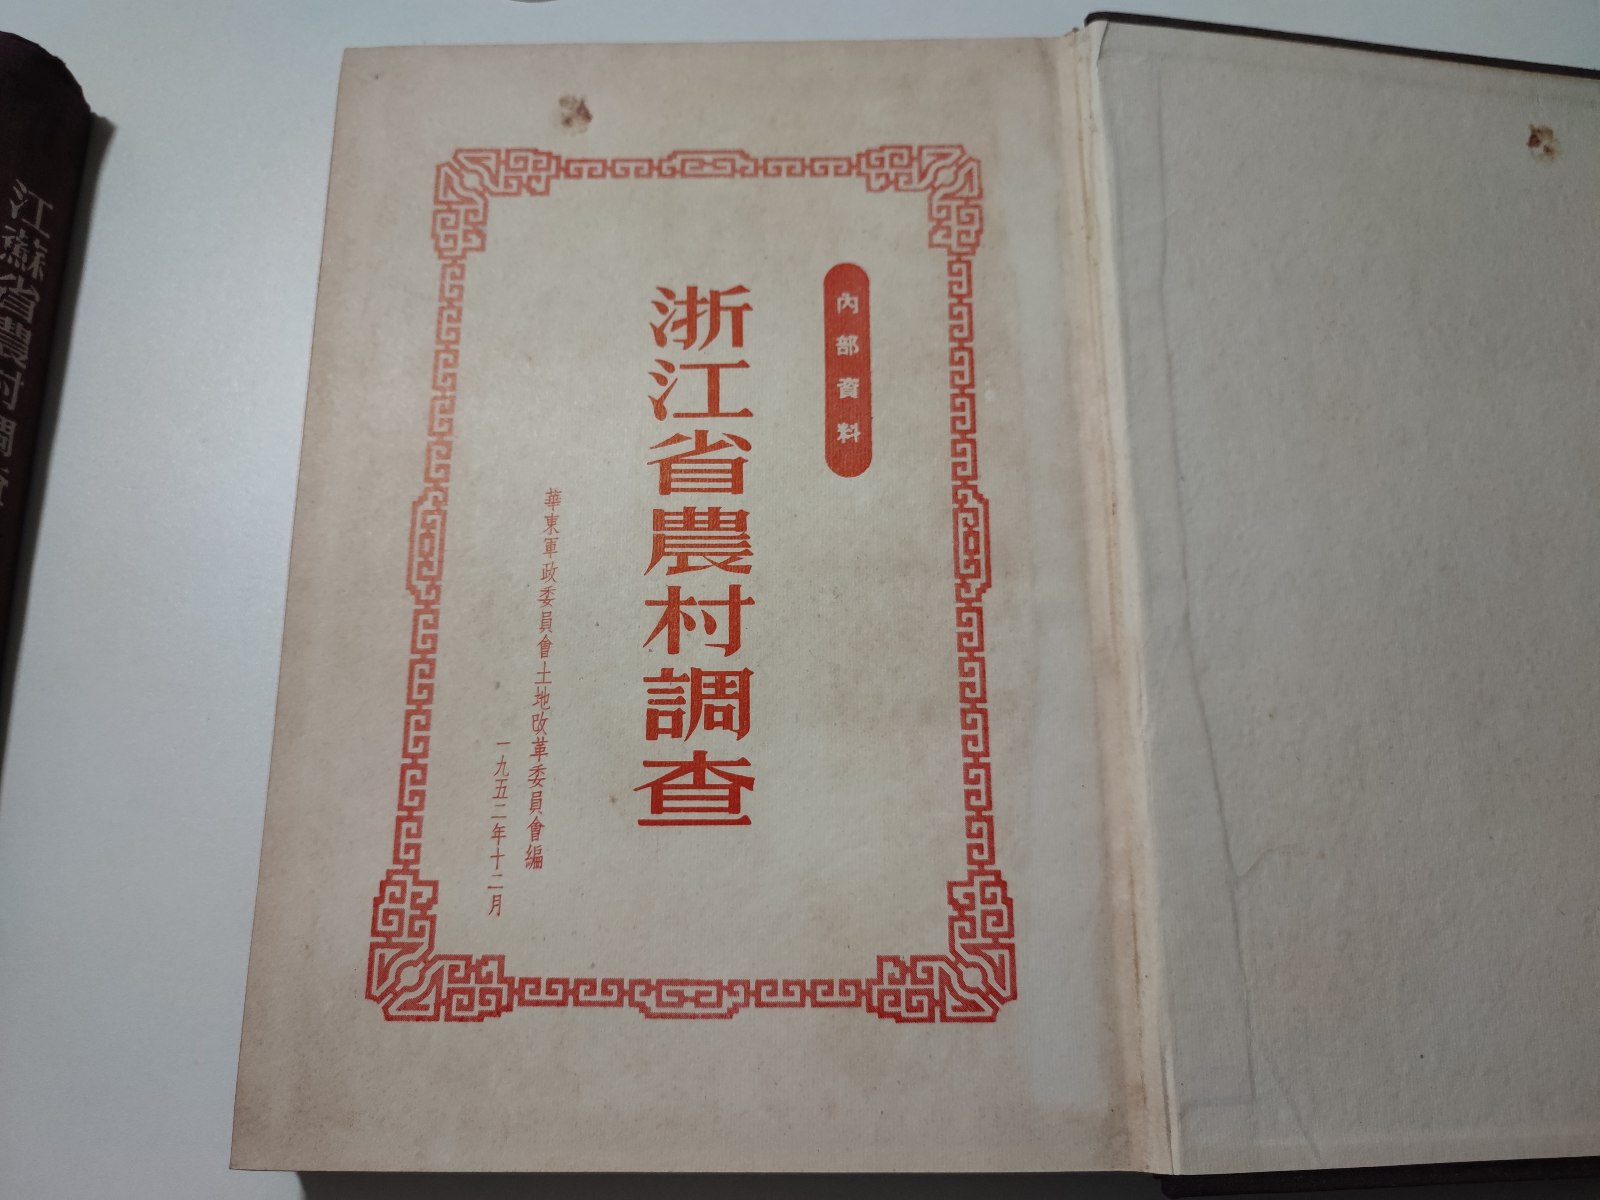 內部資料
浙江省農村調查
華東軍政委員會土地改革委員會編
一九五二年十二月
江蘇省農村調查